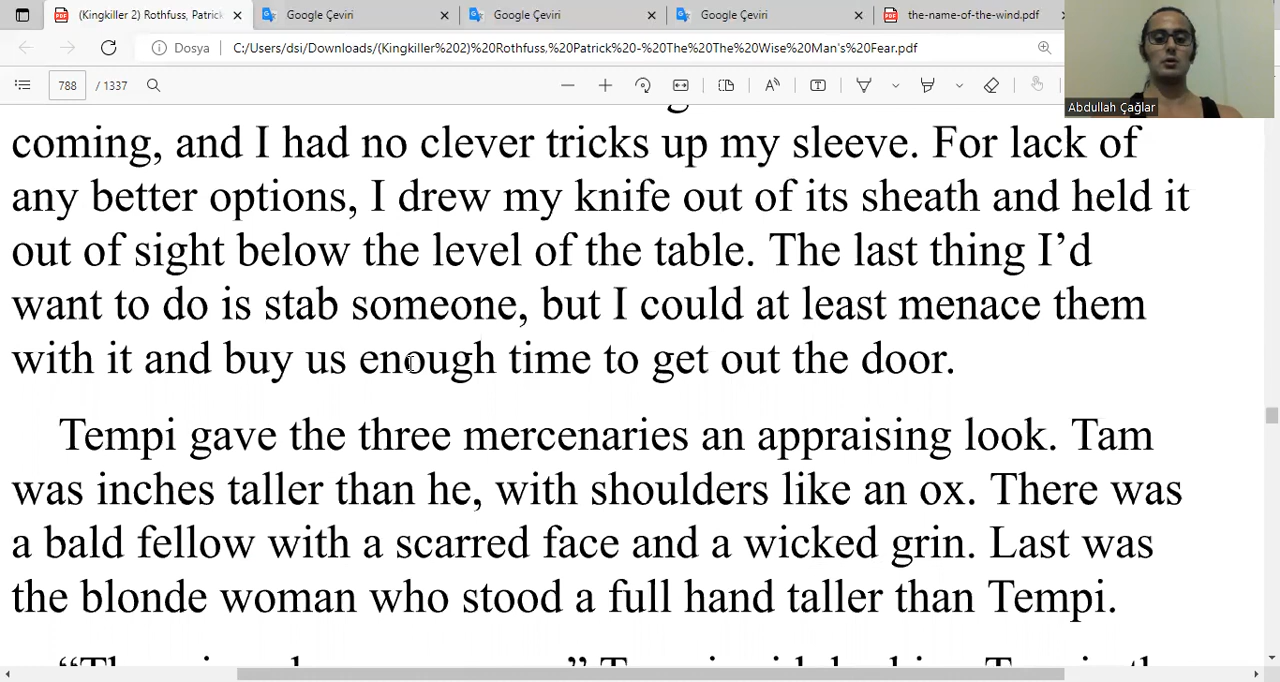 (Kingkiller 2) Rothfuss, Patrick
Google Çeviri
Google Çeviri
Google Çeviri
the-name-of-the-wind.pdf
Dosya
C:/Users/dsi/Downloads/(Kingkiller%202)%20Rothfuss,%20Patrick%20-%20The%20The%20Wise%20Man's%20Fear.pdf
788 / 1337
Abdullah Çağlar
coming, and I had no clever tricks up my sleeve. For lack of
any better options, I drew my knife out of its sheath and held it
out of sight below the level of the table. The last thing I’d
want to do is stab someone, but I could at least menace them
with it and buy us enough time to get out the door.
Tempi gave the three mercenaries an appraising look. Tam
was inches taller than he, with shoulders like an ox. There was
a bald fellow with a scarred face and a wicked grin. Last was
the blonde woman who stood a full hand taller than Tempi.